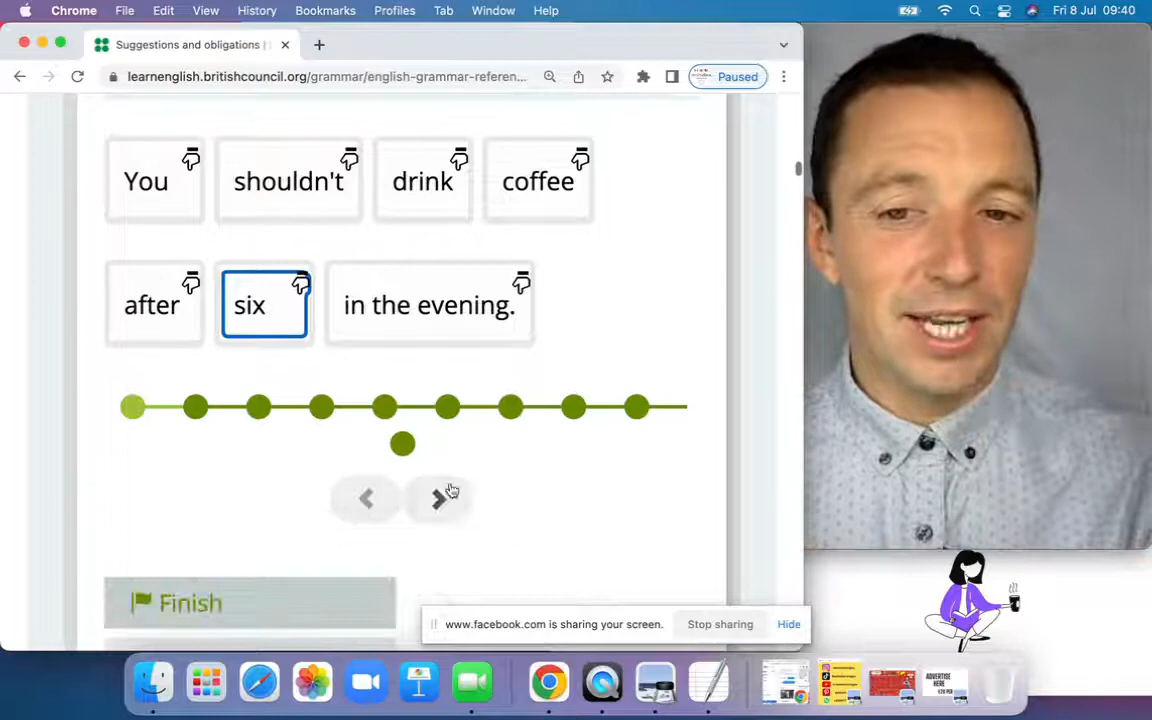 Chrome File Edit View History Bookmarks Profiles Tab Window Help Fri 8 Jul 09:40
Suggestions and obligations |
learnenglish.britishcouncil.org/grammar/english-grammar-referen... Paused
You shouldn't drink coffee
after six in the evening.
Finish
www.facebook.com is sharing your screen. Stop sharing Hide
ADVERTISE
HERE